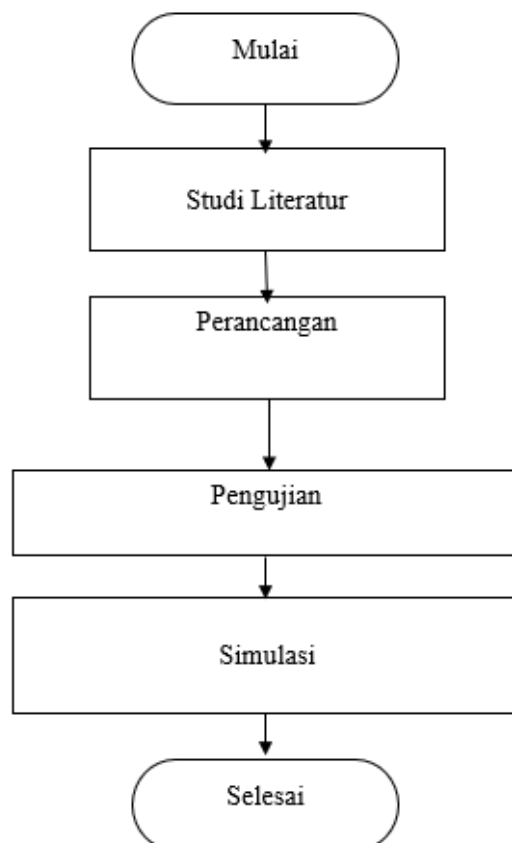 Mulai
Studi Literatur
Perancangan
Pengujian
Simulasi
Selesai